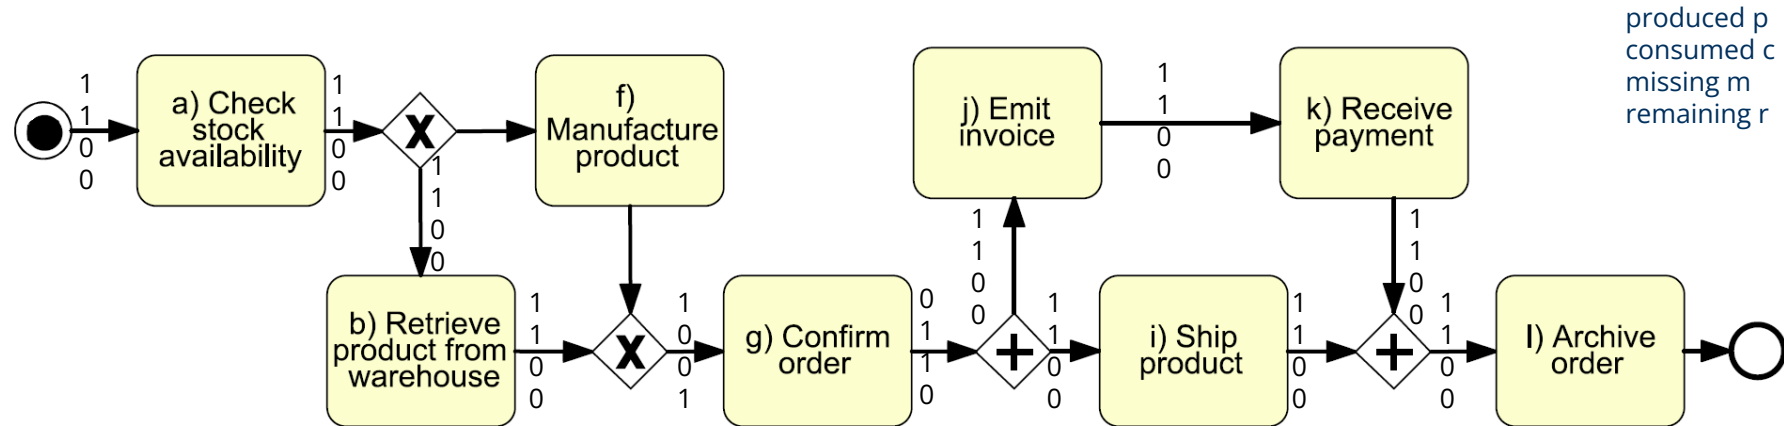 produced p
consumed c
missing m
remaining r
1
1
0
0
a) Check
stock
availability
1
1
0
0
X
1
1
0
0
f)
Manufacture
product
b) Retrieve
product from
warehouse
1
1
0
0
X
1
0
0
1
g) Confirm
order
0
1
1
0
+
1
1
0
0
j) Emit
invoice
1
1
0
0
k) Receive
payment
1
1
0
0
1
1
0
0
i) Ship
product
1
1
0
0
+
1
1
0
0
l) Archive
order